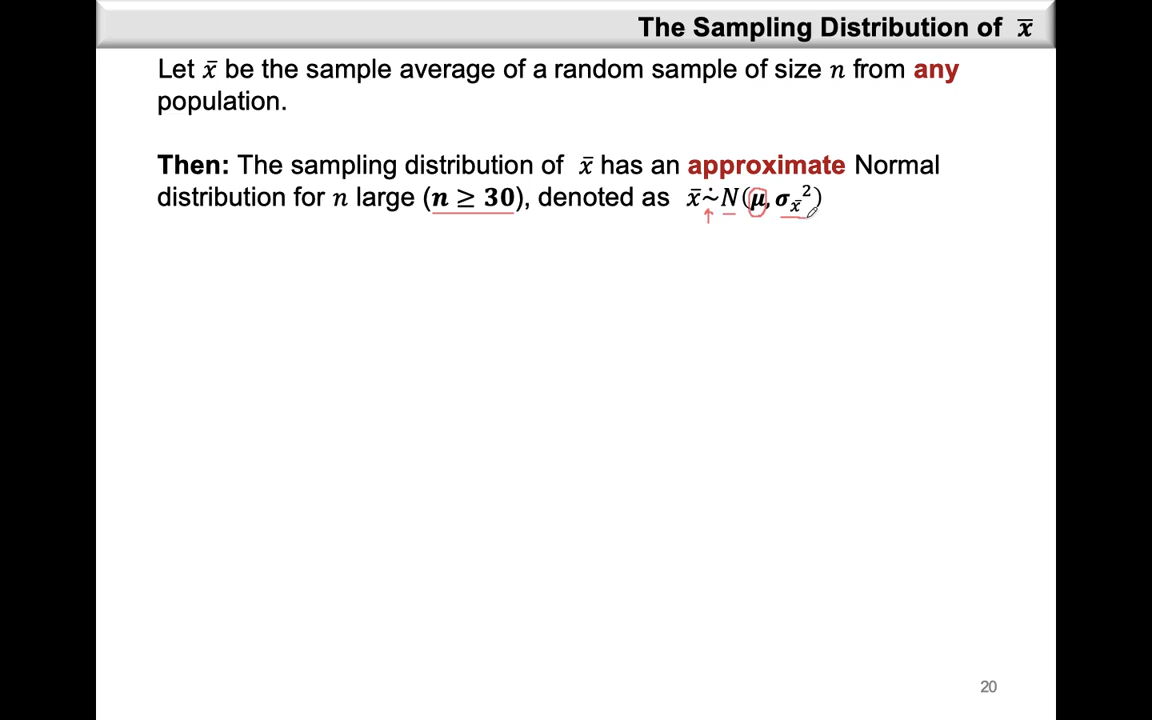 The Sampling Distribution of x̄
Let x̄ be the sample average of a random sample of size n from any
population.
Then: The sampling distribution of x̄ has an approximate Normal
distribution for n large (n ≥ 30), denoted as x̄ ∼̇ N(μ, σx̄²)
20